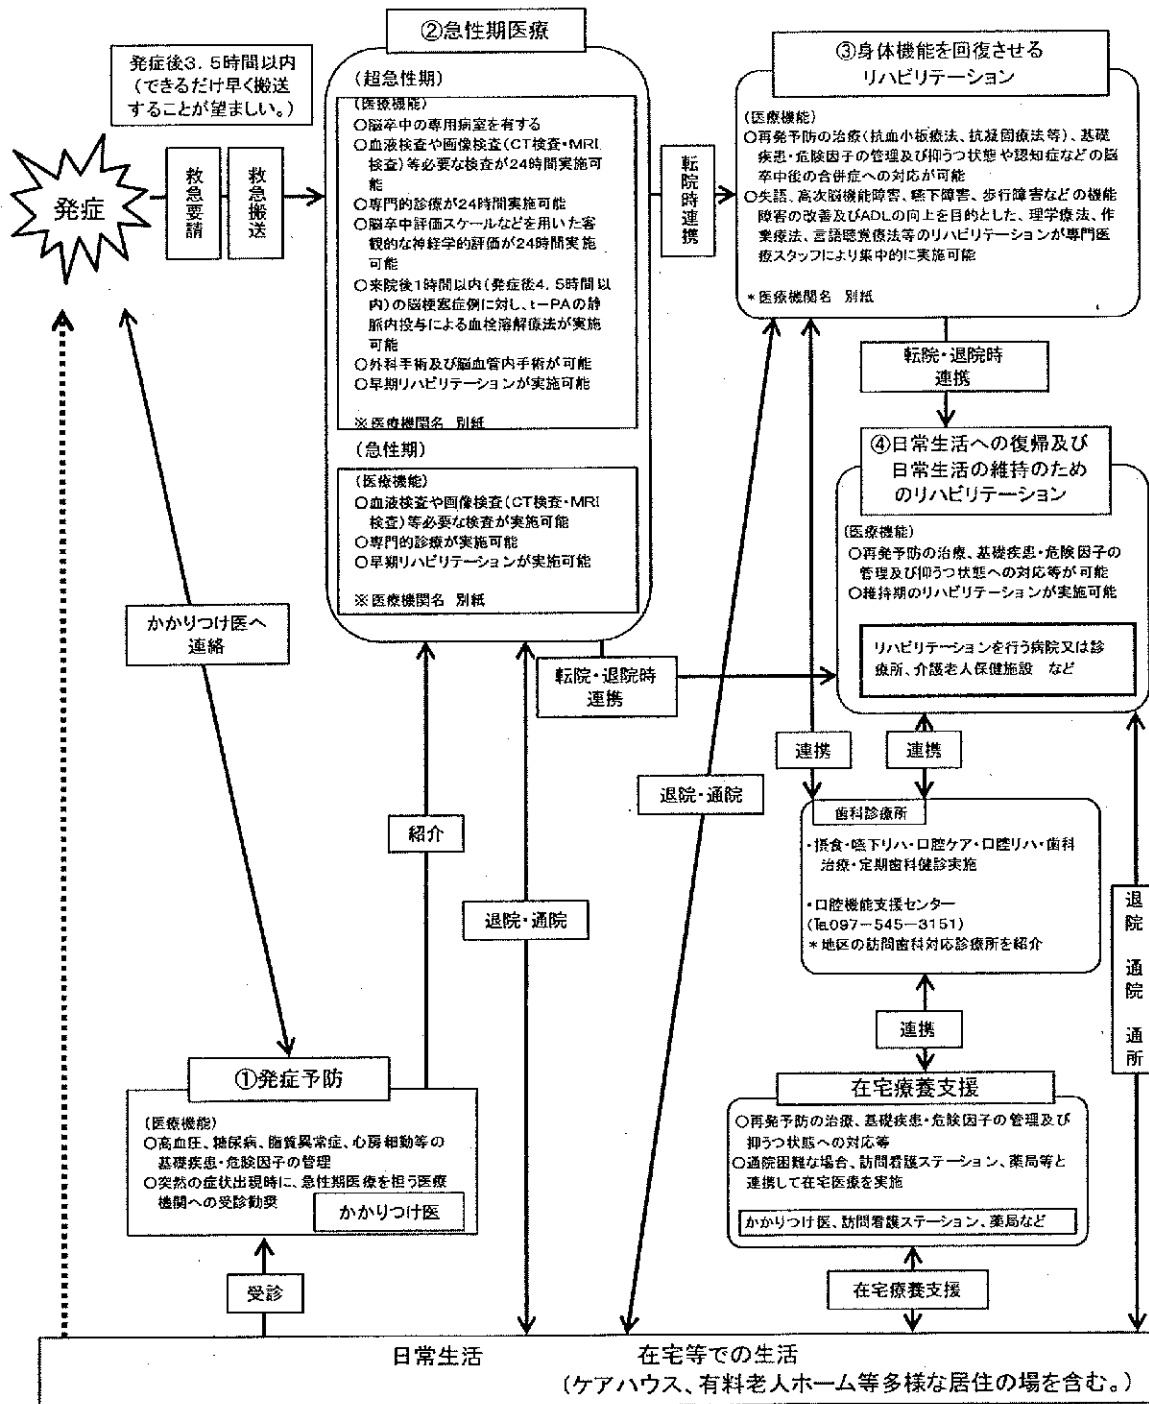 発症後3.5時間以内
(できるだけ早く搬送
することが望ましい。)
発症
救急要請
救急搬送
②急性期医療
(超急性期)
(医療機能)
○脳卒中の専用病室を有する
○血液検査や画像検査(CT検査・MRI
検査)等必要な検査が24時間実施可
能
○専門的診療が24時間実施可能
○脳卒中評価スケールなどを用いた客
観的な神経学的評価が24時間実施
可能
○来院後1時間以内(発症後4.5時間以
内)の脳梗塞症例に対し、t-PAの静
脈内投与による血栓溶解療法が実施
可能
○外科手術及び脳血管内手術が可能
○早期リハビリテーションが実施可能
※医療機関名 別紙
(急性期)
(医療機能)
○血液検査や画像検査(CT検査・MRI
検査)等必要な検査が実施可能
○専門的診療が実施可能
○早期リハビリテーションが実施可能
※医療機関名 別紙
転院時連携
③身体機能を回復させる
リハビリテーション
(医療機能)
○再発予防の治療(抗血小板療法、抗凝固療法等)、基礎
疾患・危険因子の管理及び抑うつ状態や認知症などの脳
卒中後の合併症への対応が可能
○失語、高次脳機能障害、嚥下障害、歩行障害などの機能
障害の改善及びADLの向上を目的とした、理学療法、作
業療法、言語聴覚療法等のリハビリテーションが専門医
療スタッフにより集中的に実施可能
*医療機関名 別紙
転院・退院時
連携
④日常生活への復帰及び
日常生活の維持のため
のリハビリテーション
(医療機能)
○再発予防の治療、基礎疾患・危険因子の
管理及び抑うつ状態への対応等が可能
○維持期のリハビリテーションが実施可能
リハビリテーションを行う病院又は診
療所、介護老人保健施設 など
かかりつけ医へ
連絡
転院・退院時
連携
連携
連携
退院・通院
紹介
退院・通院
歯科診療所
・摂食・嚥下リハ・口腔ケア・口腔リハ・歯科
治療・定期歯科健診実施
・口腔機能支援センター
(℡097-545-3151)
*地区の訪問歯科対応診療所を紹介
退院 通院 通所
連携
①発症予防
(医療機能)
○高血圧、糖尿病、脂質異常症、心房細動等の
基礎疾患・危険因子の管理
○突然の症状出現時に、急性期医療を担う医療
機関への受診勧奨
かかりつけ医
在宅療養支援
○再発予防の治療、基礎疾患・危険因子の管理及び
抑うつ状態への対応等
○通院困難な場合、訪問看護ステーション、薬局等と
連携して在宅医療を実施
かかりつけ医、訪問看護ステーション、薬局など
受診
在宅療養支援
日常生活
在宅等での生活
(ケアハウス、有料老人ホーム等多様な居住の場を含む。)